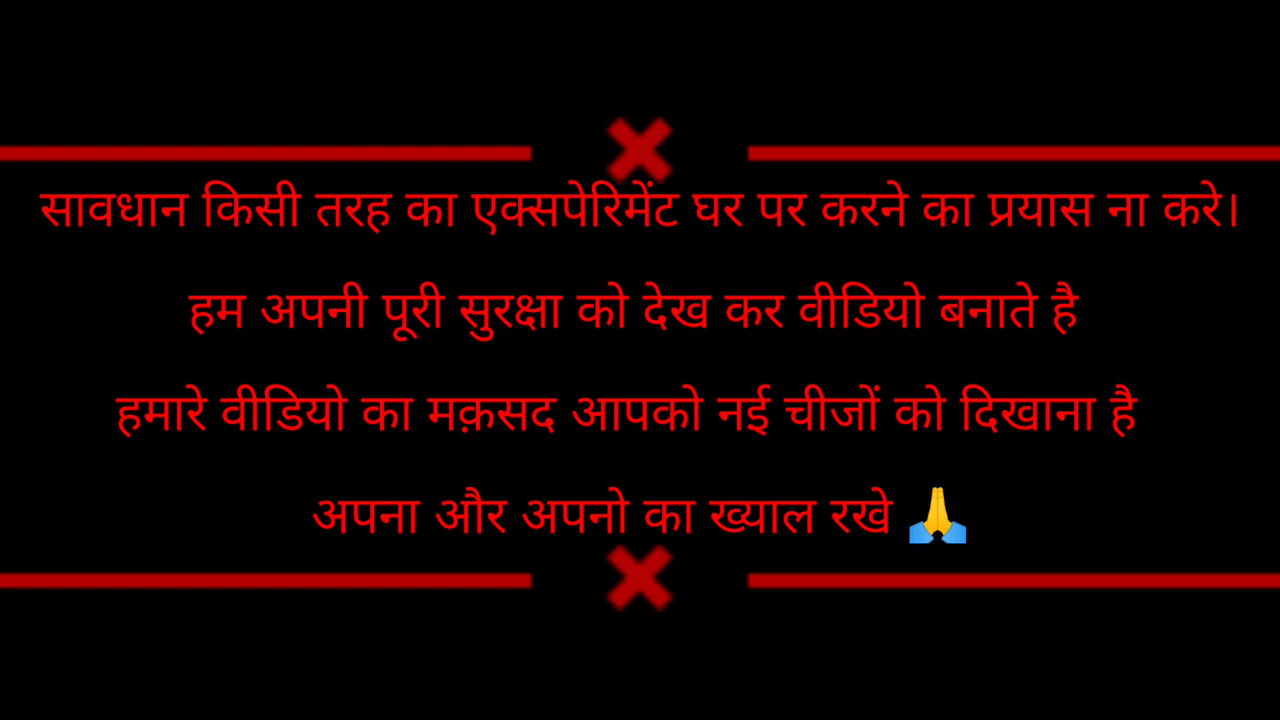 सावधान किसी तरह का एक्सपेरिमेंट घर पर करने का प्रयास ना करे।
हम अपनी पूरी सुरक्षा को देख कर वीडियो बनाते है
हमारे वीडियो का मक़सद आपको नई चीजों को दिखाना है
अपना और अपनो का ख्याल रखे 🙏